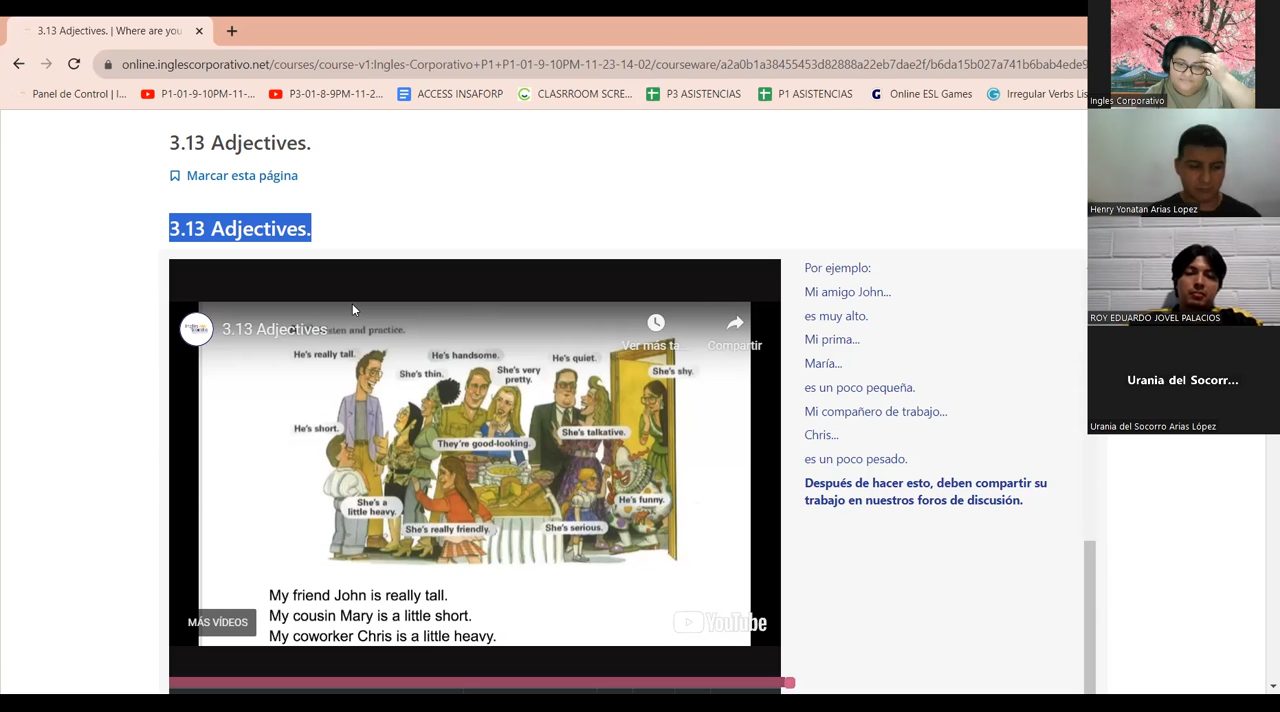 3.13 Adjectives. | Where are you
online.inglescorporativo.net/courses/course-v1:Ingles-Corporativo+P1+P1-01-9-10PM-11-23-14-02/courseware/a2a0b1a38455453d82888a22eb7dae2f/b6da15b027a741b6bab4ede9
Panel de Control | I...
P1-01-9-10PM-11-...
P3-01-8-9PM-11-2...
ACCESS INSAFORP
CLASRROOM SCRE...
P3 ASISTENCIAS
P1 ASISTENCIAS
Online ESL Games
Irregular Verbs Lis
3.13 Adjectives.
Marcar esta página
3.13 Adjectives.
3.13 Adjectives
sten and practice.
Ver más ta...
Compartir
He's really tall.
He's handsome.
He's quiet.
She's thin.
She's very
pretty.
She's shy.
He's short.
They're good-looking.
She's talkative.
She's a
little heavy.
He's funny.
She's really friendly.
She's serious.
My friend John is really tall.
My cousin Mary is a little short.
My coworker Chris is a little heavy.
MÁS VÍDEOS
YouTube
Por ejemplo:
Mi amigo John...
es muy alto.
Mi prima...
María...
es un poco pequeña.
Mi compañero de trabajo...
Chris...
es un poco pesado.
Después de hacer esto, deben compartir su
trabajo en nuestros foros de discusión.
Ingles Corporativo
Henry Yonatan Arias Lopez
ROY EDUARDO JOVEL PALACIOS
Urania del Socorr...
Urania del Socorro Arias López